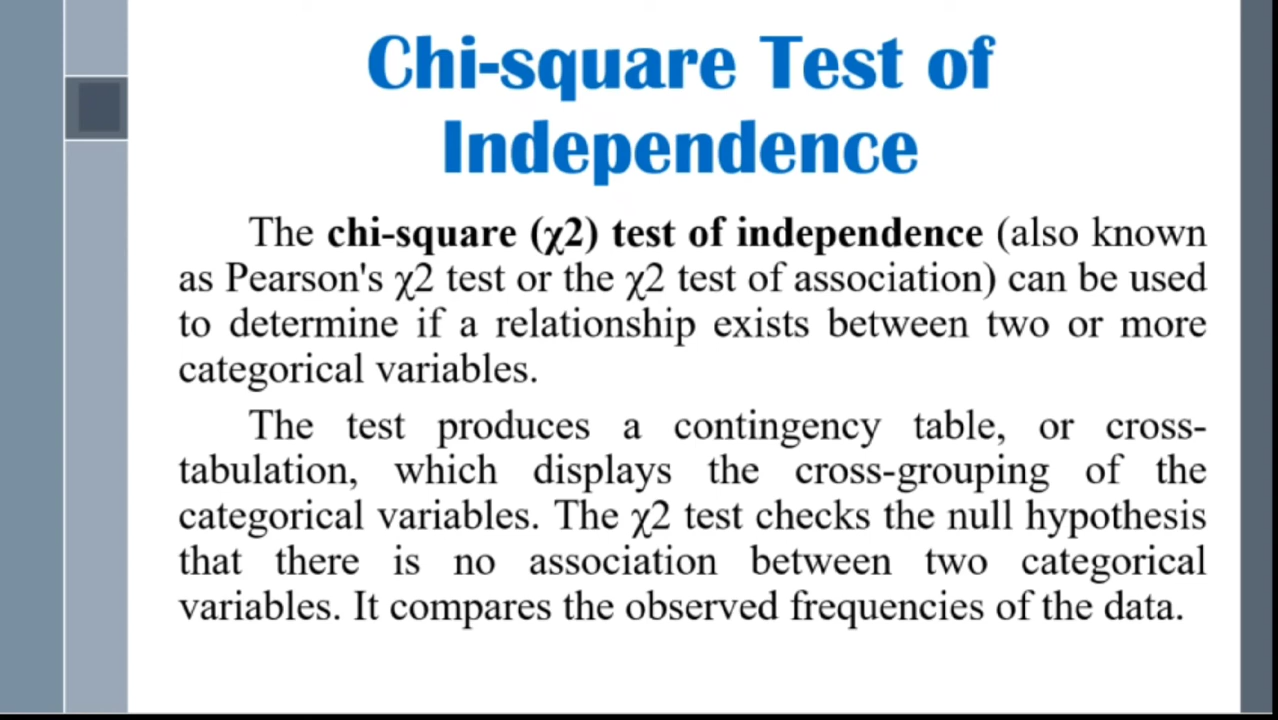 Chi-square Test of
Independence
The chi-square (χ2) test of independence (also known
as Pearson's χ2 test or the χ2 test of association) can be used
to determine if a relationship exists between two or more
categorical variables.
The test produces a contingency table, or cross-
tabulation, which displays the cross-grouping of the
categorical variables. The χ2 test checks the null hypothesis
that there is no association between two categorical
variables. It compares the observed frequencies of the data.